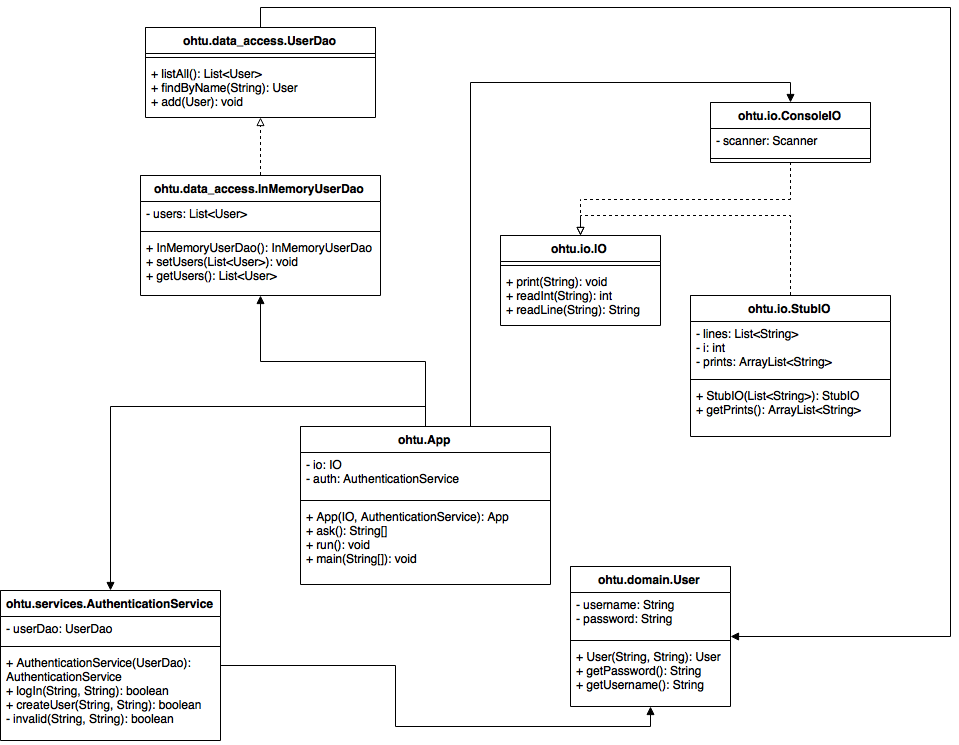 ohtu.data_access.UserDao
+ listAll(): List<User>
+ findByName(String): User
+ add(User): void
ohtu.io.ConsoleIO
- scanner: Scanner
ohtu.data_access.InMemoryUserDao
- users: List<User>
+ InMemoryUserDao(): InMemoryUserDao
+ setUsers(List<User>): void
+ getUsers(): List<User>
ohtu.io.IO
+ print(String): void
+ readInt(String): int
+ readLine(String): String
ohtu.io.StubIO
- lines: List<String>
- i: int
- prints: ArrayList<String>
+ StubIO(List<String>): StubIO
+ getPrints(): ArrayList<String>
ohtu.App
- io: IO
- auth: AuthenticationService
+ App(IO, AuthenticationService): App
+ ask(): String[]
+ run(): void
+ main(String[]): void
ohtu.domain.User
- username: String
- password: String
+ User(String, String): User
+ getPassword(): String
+ getUsername(): String
ohtu.services.AuthenticationService
- userDao: UserDao
+ AuthenticationService(UserDao):
AuthenticationService
+ logIn(String, String): boolean
+ createUser(String, String): boolean
- invalid(String, String): boolean